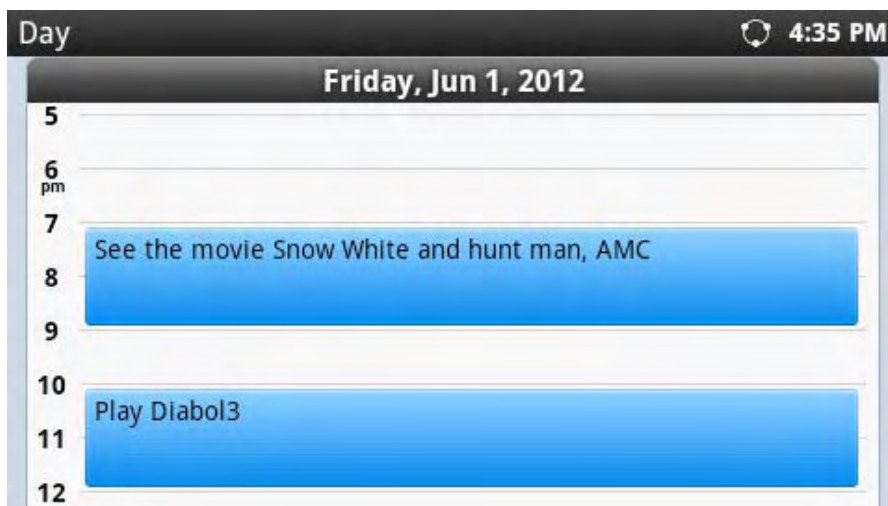 Day 4:35 PM
Friday, Jun 1, 2012
5
6
pm
7
See the movie Snow White and hunt man, AMC
8
9
10
Play Diabol3
11
12